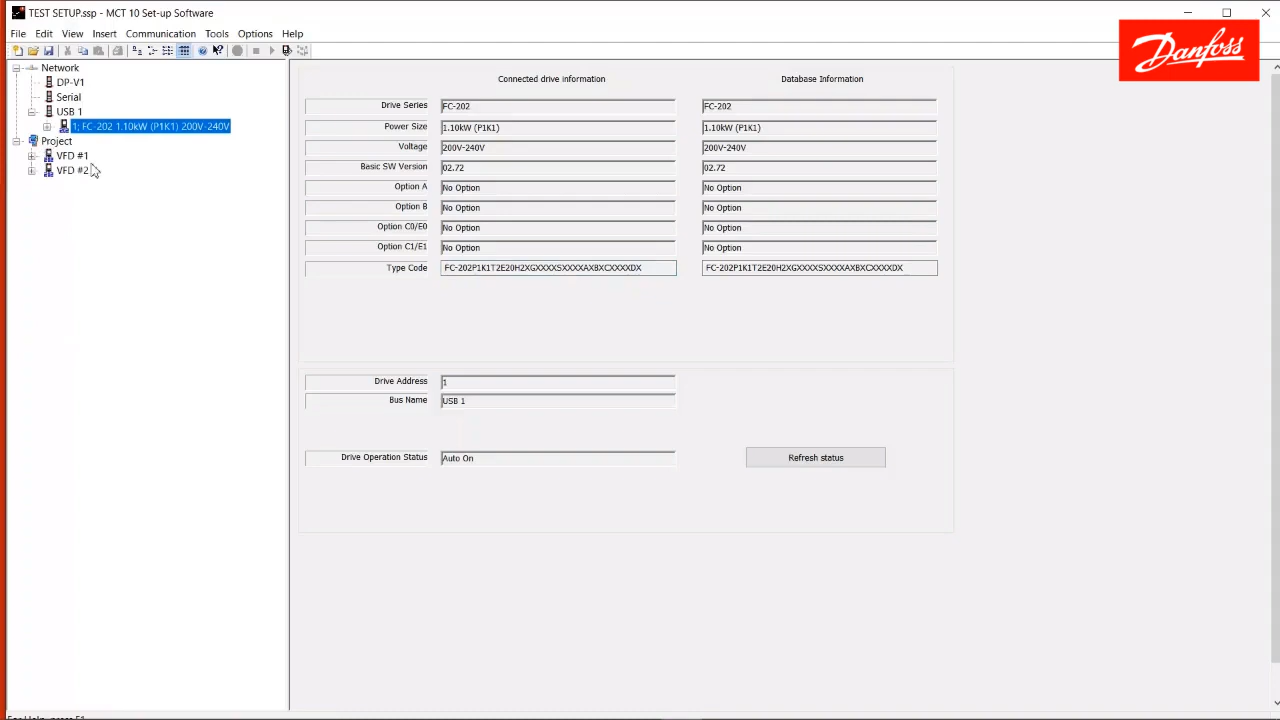 TEST SETUP.ssp - MCT 10 Set-up Software
File Edit View Insert Communication Tools Options Help
Danfoss
Network
DP-V1
Serial
USB 1
1; FC-202 1.10kW (P1K1) 200V-240V
Project
VFD #1
VFD #2
Connected drive information Database Information
Drive Series FC-202 FC-202
Power Size 1.10kW (P1K1) 1.10kW (P1K1)
Voltage 200V-240V 200V-240V
Basic SW Version 02.72 02.72
Option A No Option No Option
Option B No Option No Option
Option C0/E0 No Option No Option
Option C1/E1 No Option No Option
Type Code FC-202P1K1T2E20H2XGXXXXSXXXXAXBXCXXXXDX FC-202P1K1T2E20H2XGXXXXSXXXXAXBXCXXXXDX
Drive Address 1
Bus Name USB 1
Drive Operation Status Auto On Refresh status
For Help, press F1